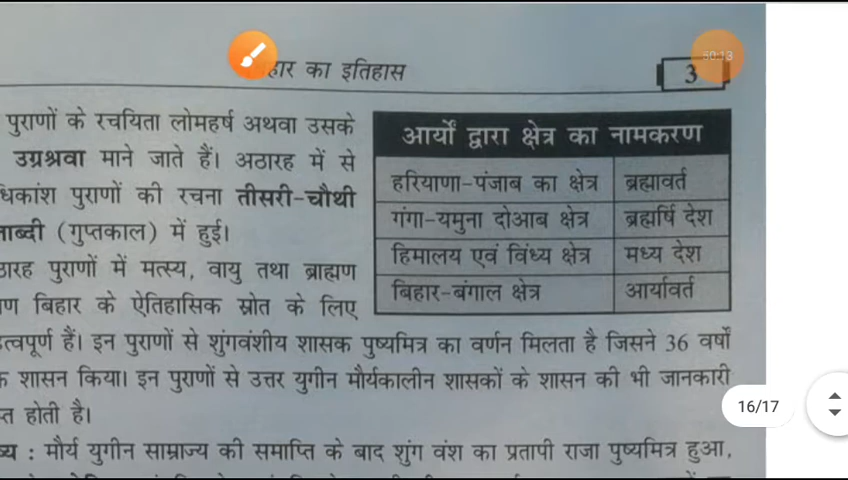 हार का इतिहास
3
50:13
पुराणों के रचयिता लोमहर्ष अथवा उसके
उग्रश्रवा माने जाते हैं। अठारह में से
धिकांश पुराणों की रचना तीसरी-चौथी
ताब्दी (गुप्तकाल) में हुई।
ठारह पुराणों में मत्स्य, वायु तथा ब्राह्मण
ण बिहार के ऐतिहासिक स्रोत के लिए
आर्यों द्वारा क्षेत्र का नामकरण
हरियाणा-पंजाब का क्षेत्र ब्रह्मावर्त
गंगा-यमुना दोआब क्षेत्र ब्रह्मर्षि देश
हिमालय एवं विंध्य क्षेत्र मध्य देश
बिहार-बंगाल क्षेत्र आर्यावर्त
त्वपूर्ण हैं। इन पुराणों से शुंगवंशीय शासक पुष्यमित्र का वर्णन मिलता है जिसने 36 वर्षों
क शासन किया। इन पुराणों से उत्तर युगीन मौर्यकालीन शासकों के शासन की भी जानकारी
प्त होती है।
16/17
य : मौर्य युगीन साम्राज्य की समाप्ति के बाद शुंग वंश का प्रतापी राजा पुष्यमित्र हुआ,